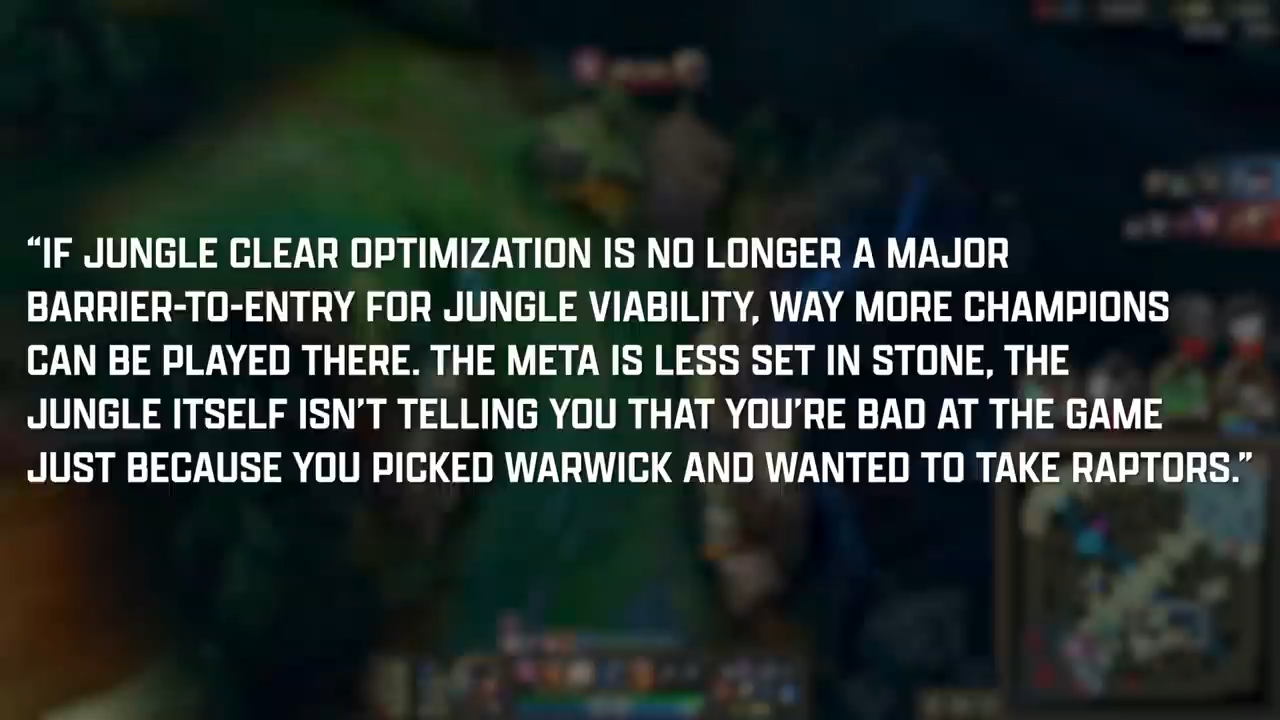 “IF JUNGLE CLEAR OPTIMIZATION IS NO LONGER A MAJOR
BARRIER-TO-ENTRY FOR JUNGLE VIABILITY, WAY MORE CHAMPIONS
CAN BE PLAYED THERE. THE META IS LESS SET IN STONE, THE
JUNGLE ITSELF ISN’T TELLING YOU THAT YOU’RE BAD AT THE GAME
JUST BECAUSE YOU PICKED WARWICK AND WANTED TO TAKE RAPTORS.”